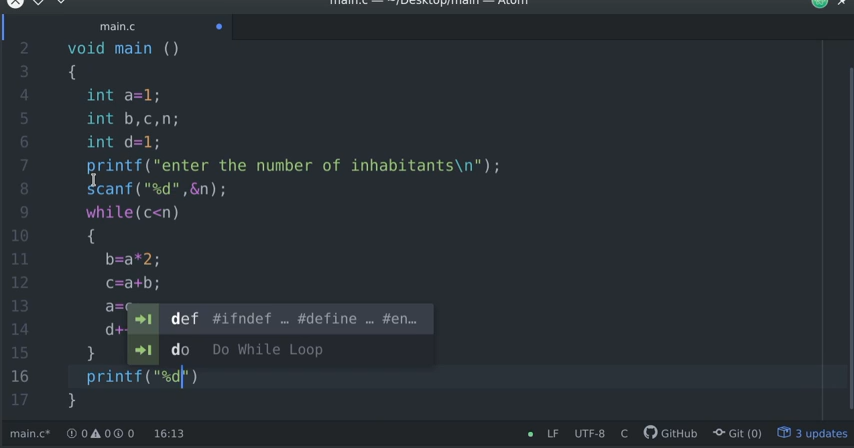 main.c — ~/Desktop/main — Atom
main.c
2 void main ()
3 {
4 int a=1;
5 int b,c,n;
6 int d=1;
7 printf("enter the number of inhabitants\n");
8 scanf("%d",&n);
9 while(c<n)
10 {
11 b=a*2;
12 c=a+b;
13 a=
def #ifndef … #define … #en…
14 d+
do Do While Loop
15 }
16 printf("%d")
17 }
main.c* 0 0 0 16:13 LF UTF-8 C GitHub Git (0) 3 updates